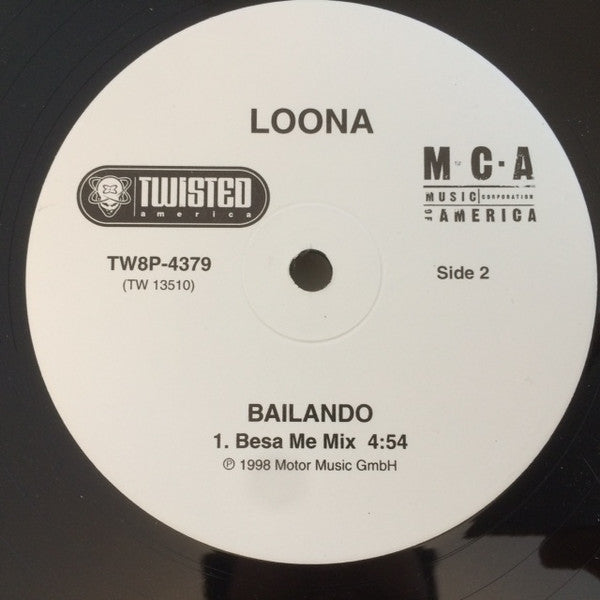 LOONA
TWISTED
america
M·C·A
MUSIC CORPORATION
OF AMERICA
TW8P-4379
(TW 13510)
Side 2
BAILANDO
1. Besa Me Mix 4:54
℗ 1998 Motor Music GmbH